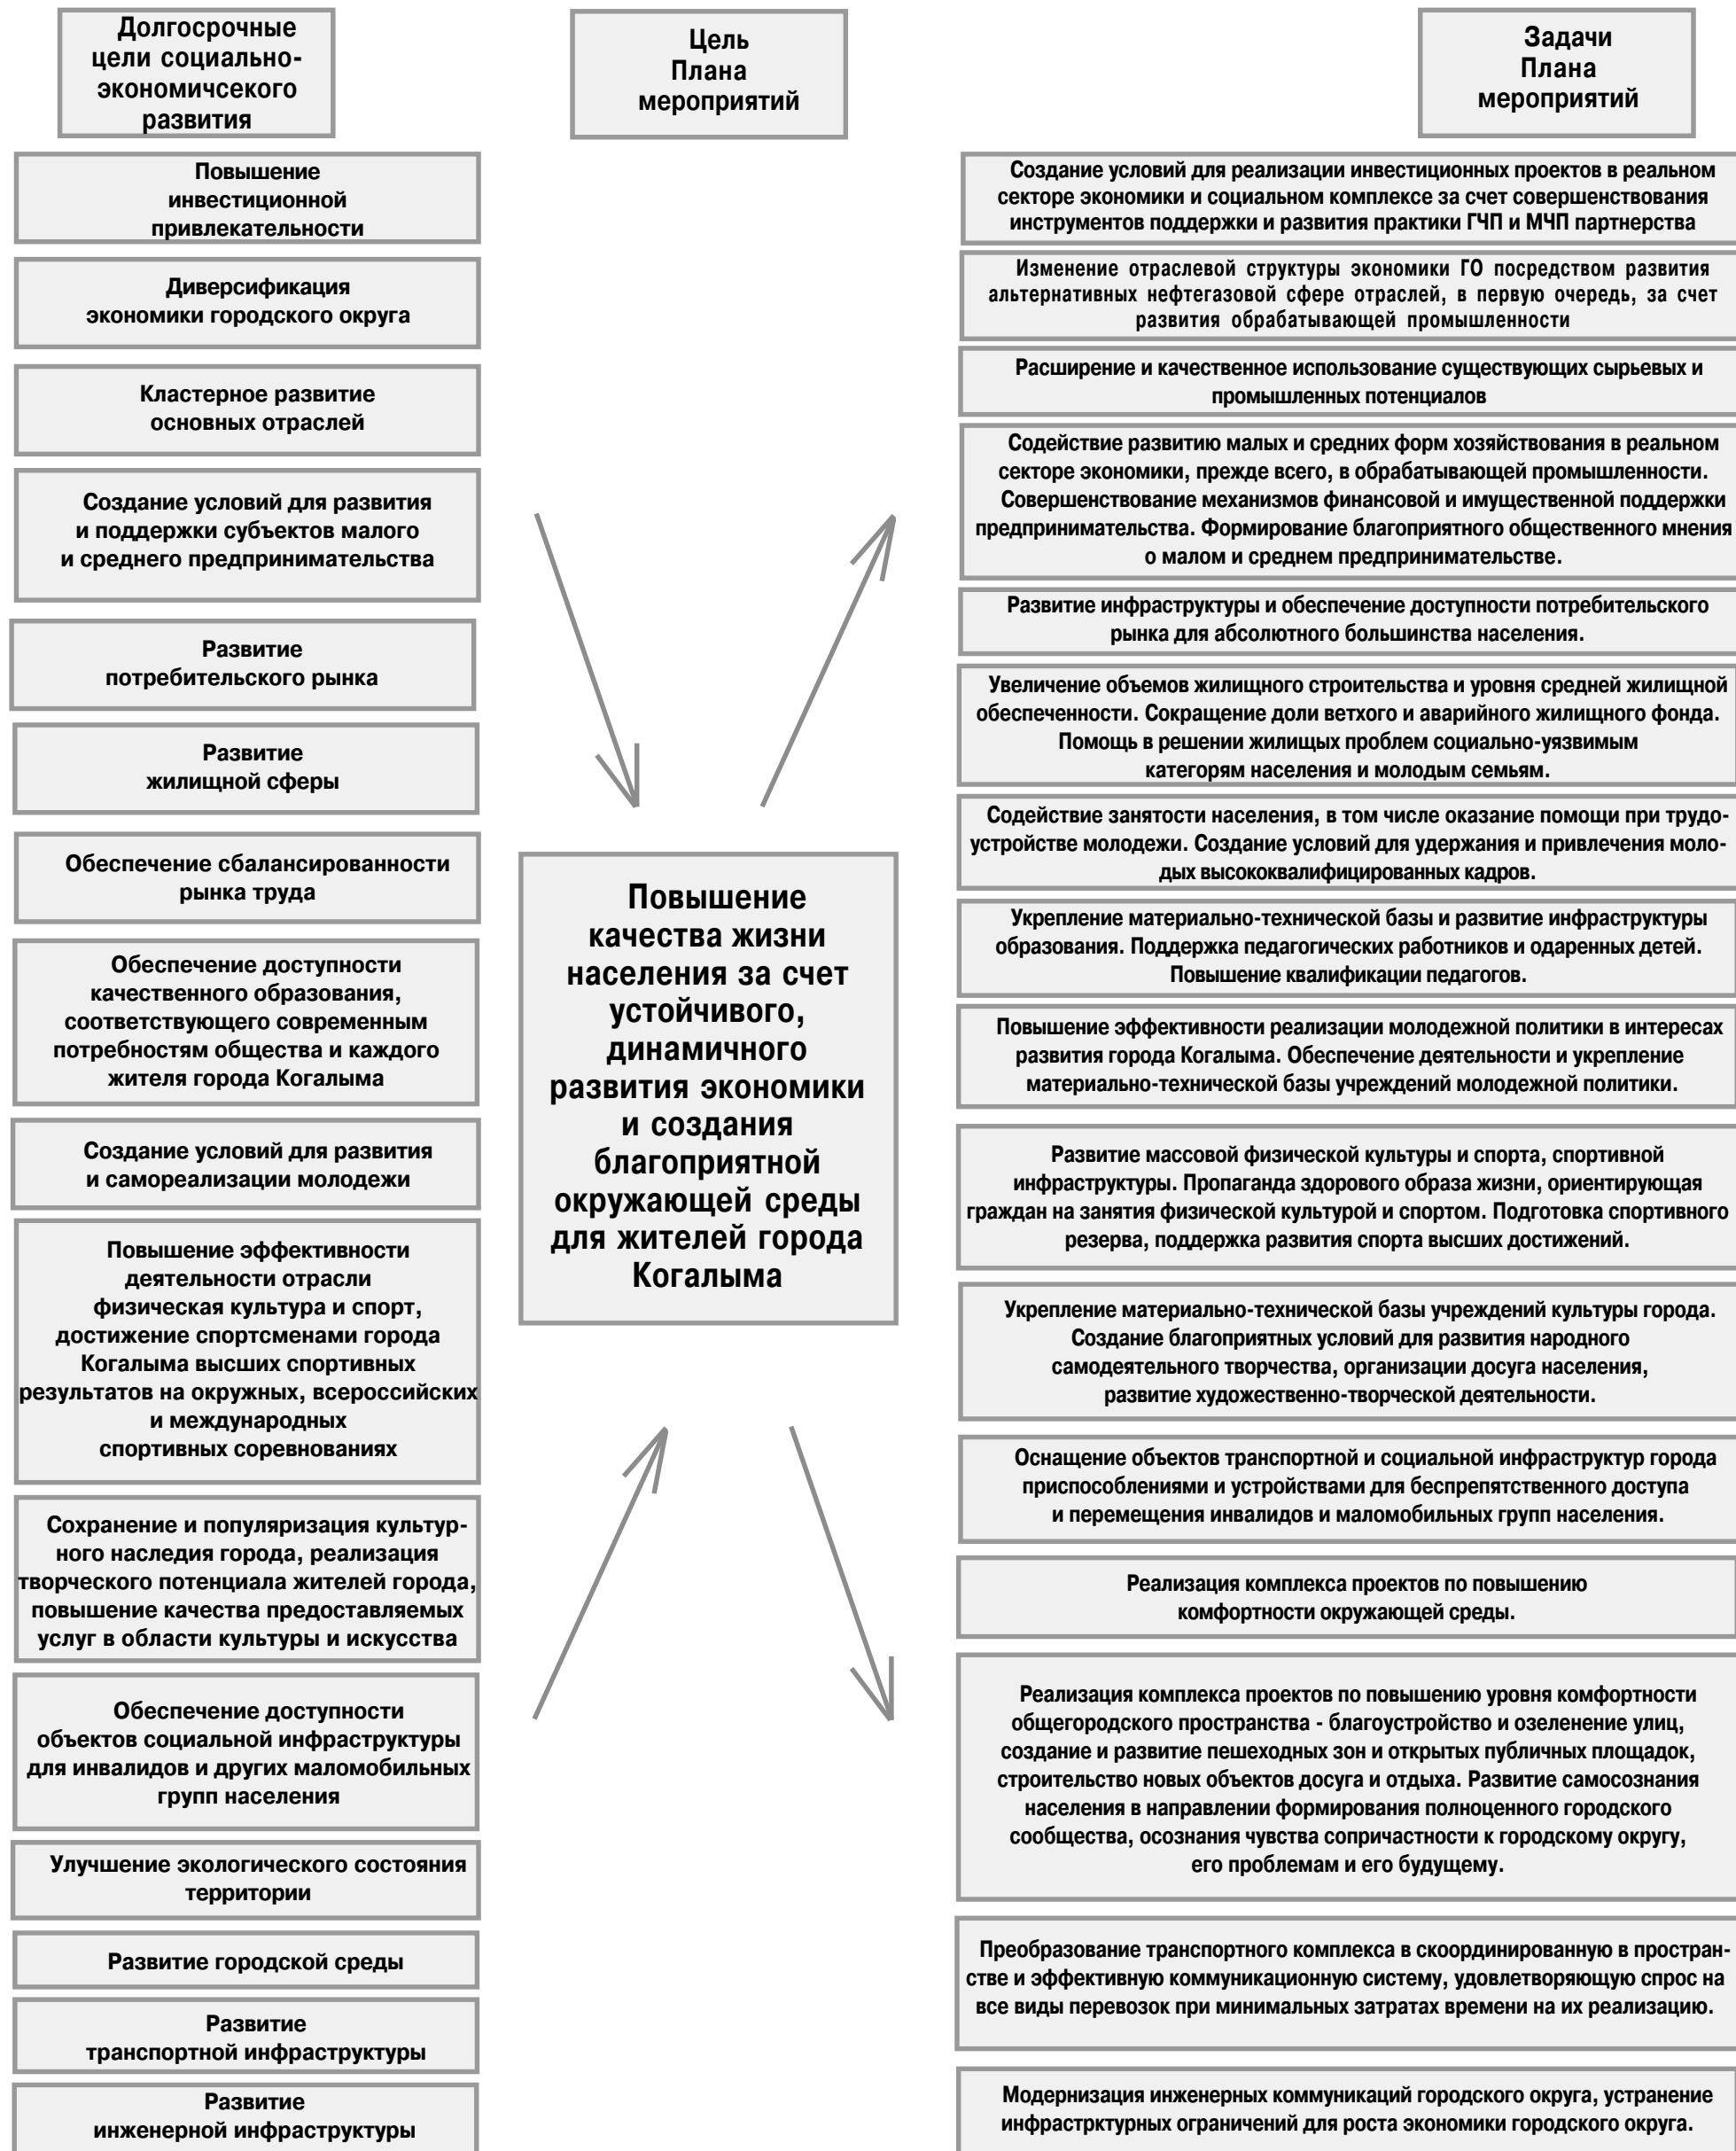 Долгосрочные
цели социально-
экономичсекого
развития
Цель
Плана
мероприятий
Задачи
Плана
мероприятий
Повышение
инвестиционной
привлекательности
Диверсификация
экономики городского округа
Кластерное развитие
основных отраслей
Создание условий для развития
и поддержки субъектов малого
и среднего предпринимательства
Развитие
потребительского рынка
Развитие
жилищной сферы
Обеспечение сбалансированности
рынка труда
Обеспечение доступности
качественного образования,
соответствующего современным
потребностям общества и каждого
жителя города Когалыма
Создание условий для развития
и самореализации молодежи
Повышение эффективности
деятельности отрасли
физическая культура и спорт,
достижение спортсменами города
Когалыма высших спортивных
результатов на окружных, всероссийских
и международных
спортивных соревнованиях
Сохранение и популяризация культур-
ного наследия города, реализация
творческого потенциала жителей города,
повышение качества предоставляемых
услуг в области культуры и искусства
Обеспечение доступности
объектов социальной инфраструктуры
для инвалидов и других маломобильных
групп населения
Улучшение экологического состояния
территории
Развитие городской среды
Развитие
транспортной инфраструктуры
Развитие
инженерной инфраструктуры
Повышение
качества жизни
населения за счет
устойчивого,
динамичного
развития экономики
и создания
благоприятной
окружающей среды
для жителей города
Когалыма
Создание условий для реализации инвестиционных проектов в реальном
секторе экономики и социальном комплексе за счет совершенствования
инструментов поддержки и развития практики ГЧП и МЧП партнерства
Изменение отраслевой структуры экономики ГО посредством развития
альтернативных нефтегазовой сфере отраслей, в первую очередь, за счет
развития обрабатывающей промышленности
Расширение и качественное использование существующих сырьевых и
промышленных потенциалов
Содействие развитию малых и средних форм хозяйствования в реальном
секторе экономики, прежде всего, в обрабатывающей промышленности.
Совершенствование механизмов финансовой и имущественной поддержки
предпринимательства. Формирование благоприятного общественного мнения
о малом и среднем предпринимательстве.
Развитие инфраструктуры и обеспечение доступности потребительского
рынка для абсолютного большинства населения.
Увеличение объемов жилищного строительства и уровня средней жилищной
обеспеченности. Сокращение доли ветхого и аварийного жилищного фонда.
Помощь в решении жилищых проблем социально-уязвимым
категорям населения и молодым семьям.
Содействие занятости населения, в том числе оказание помощи при трудо-
устройстве молодежи. Создание условий для удержания и привлечения моло-
дых высококвалифицированных кадров.
Укрепление материально-технической базы и развитие инфраструктуры
образования. Поддержка педагогических работников и одаренных детей.
Повышение квалификации педагогов.
Повышение эффективности реализации молодежной политики в интересах
развития города Когалыма. Обеспечение деятельности и укрепление
материально-технической базы учреждений молодежной политики.
Развитие массовой физической культуры и спорта, спортивной
инфраструктуры. Пропаганда здорового образа жизни, ориентирующая
граждан на занятия физической культурой и спортом. Подготовка спортивного
резерва, поддержка развития спорта высших достижений.
Укрепление материально-технической базы учреждений культуры города.
Создание благоприятных условий для развития народного
самодеятельного творчества, организации досуга населения,
развитие художественно-творческой деятельности.
Оснащение объектов транспортной и социальной инфраструктур города
приспособлениями и устройствами для беспрепятственного доступа
и перемещения инвалидов и маломобильных групп населения.
Реализация комплекса проектов по повышению
комфортности окружающей среды.
Реализация комплекса проектов по повышению уровня комфортности
общегородского пространства - благоустройство и озеленение улиц,
создание и развитие пешеходных зон и открытых публичных площадок,
строительство новых объектов досуга и отдыха. Развитие самосознания
населения в направлении формирования полноценного городского
сообщества, осознания чувства сопричастности к городскому округу,
его проблемам и его будущему.
Преобразование транспортного комплекса в скоординированную в простран-
стве и эффективную коммуникационную систему, удовлетворяющую спрос на
все виды перевозок при минимальных затратах времени на их реализацию.
Модернизация инженерных коммуникаций городского округа, устранение
инфрастрктурных ограничений для роста экономики городского округа.